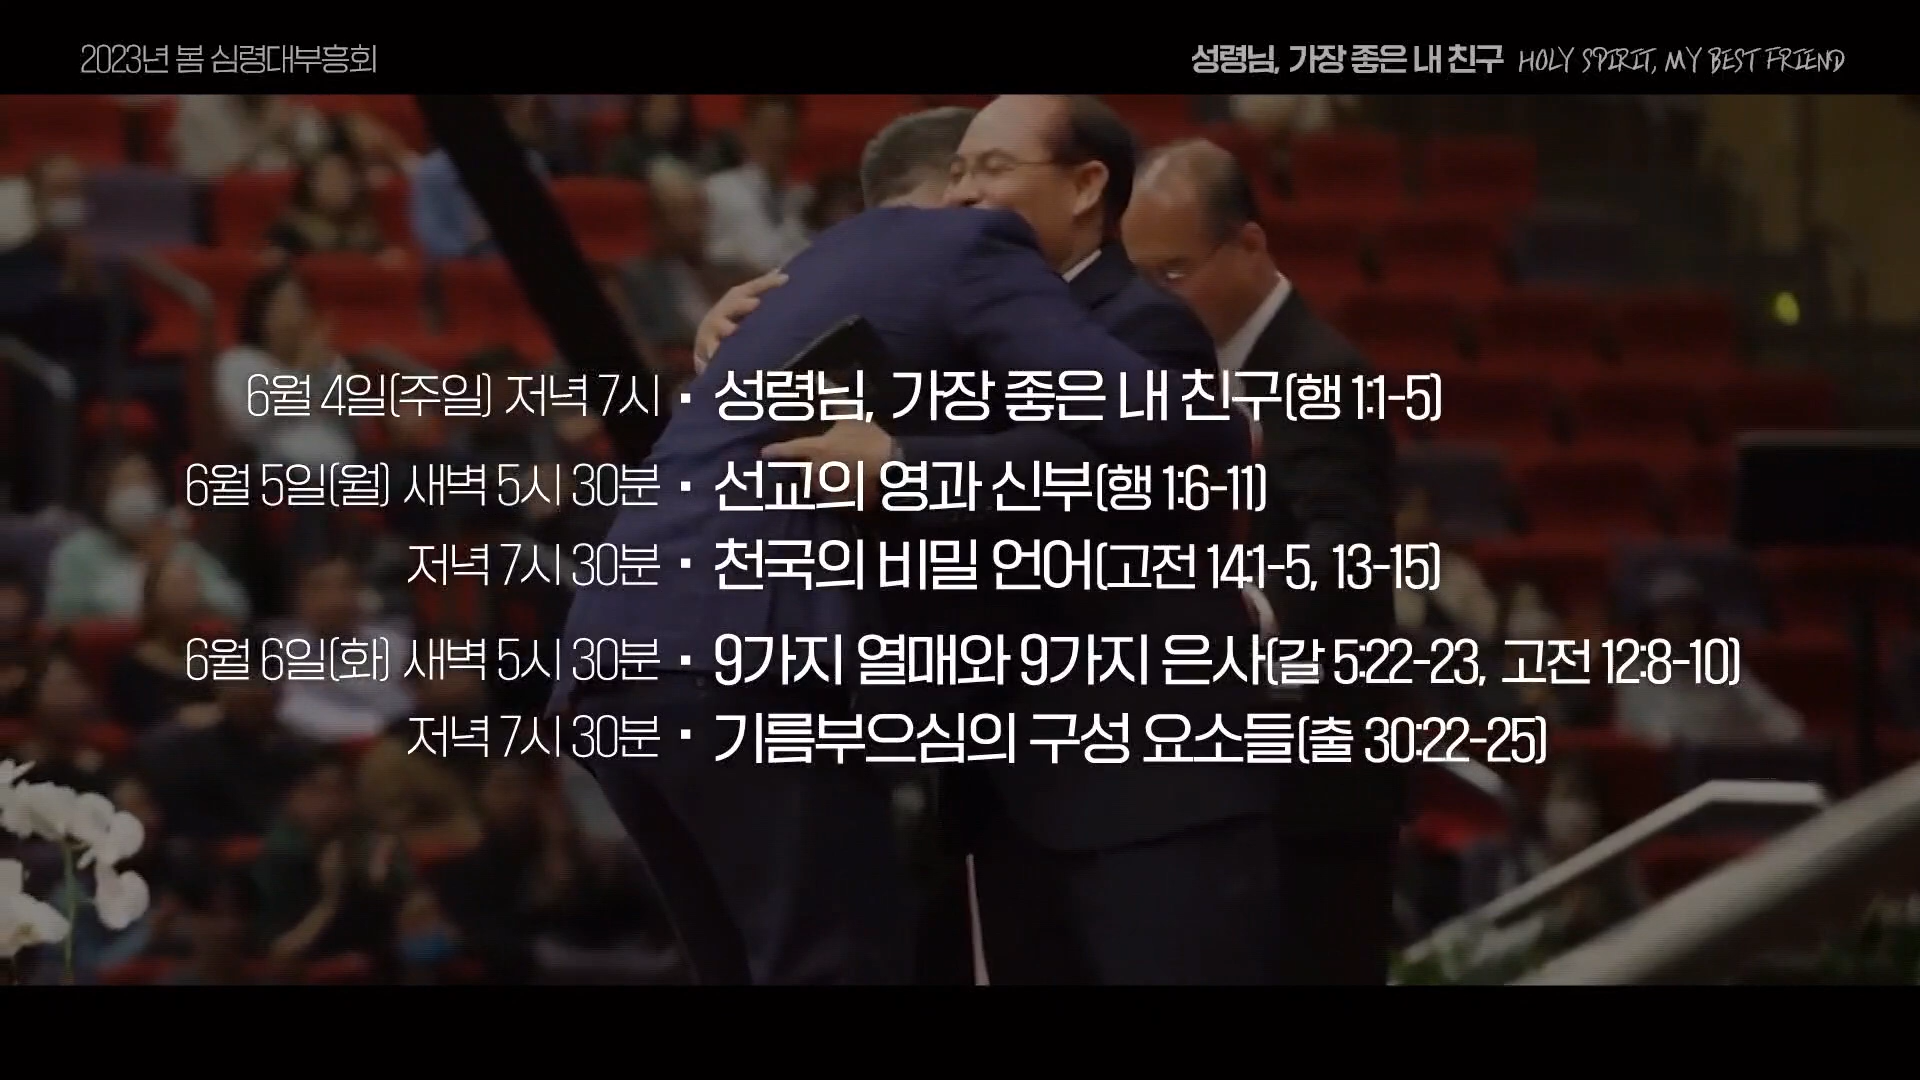 2023년 봄 심령대부흥회
성령님, 가장 좋은 내 친구 HOLY SPIRIT, MY BEST FRIEND
6월 4일(주일) 저녁 7시 ▪ 성령님, 가장 좋은 내 친구(행 1:1-5)
6월 5일(월) 새벽 5시 30분 ▪ 선교의 영과 신부(행 1:6-11)
저녁 7시 30분 ▪ 천국의 비밀 언어(고전 14:1-5, 13-15)
6월 6일(화) 새벽 5시 30분 ▪ 9가지 열매와 9가지 은사(갈 5:22-23, 고전 12:8-10)
저녁 7시 30분 ▪ 기름부으심의 구성 요소들(출 30:22-25)